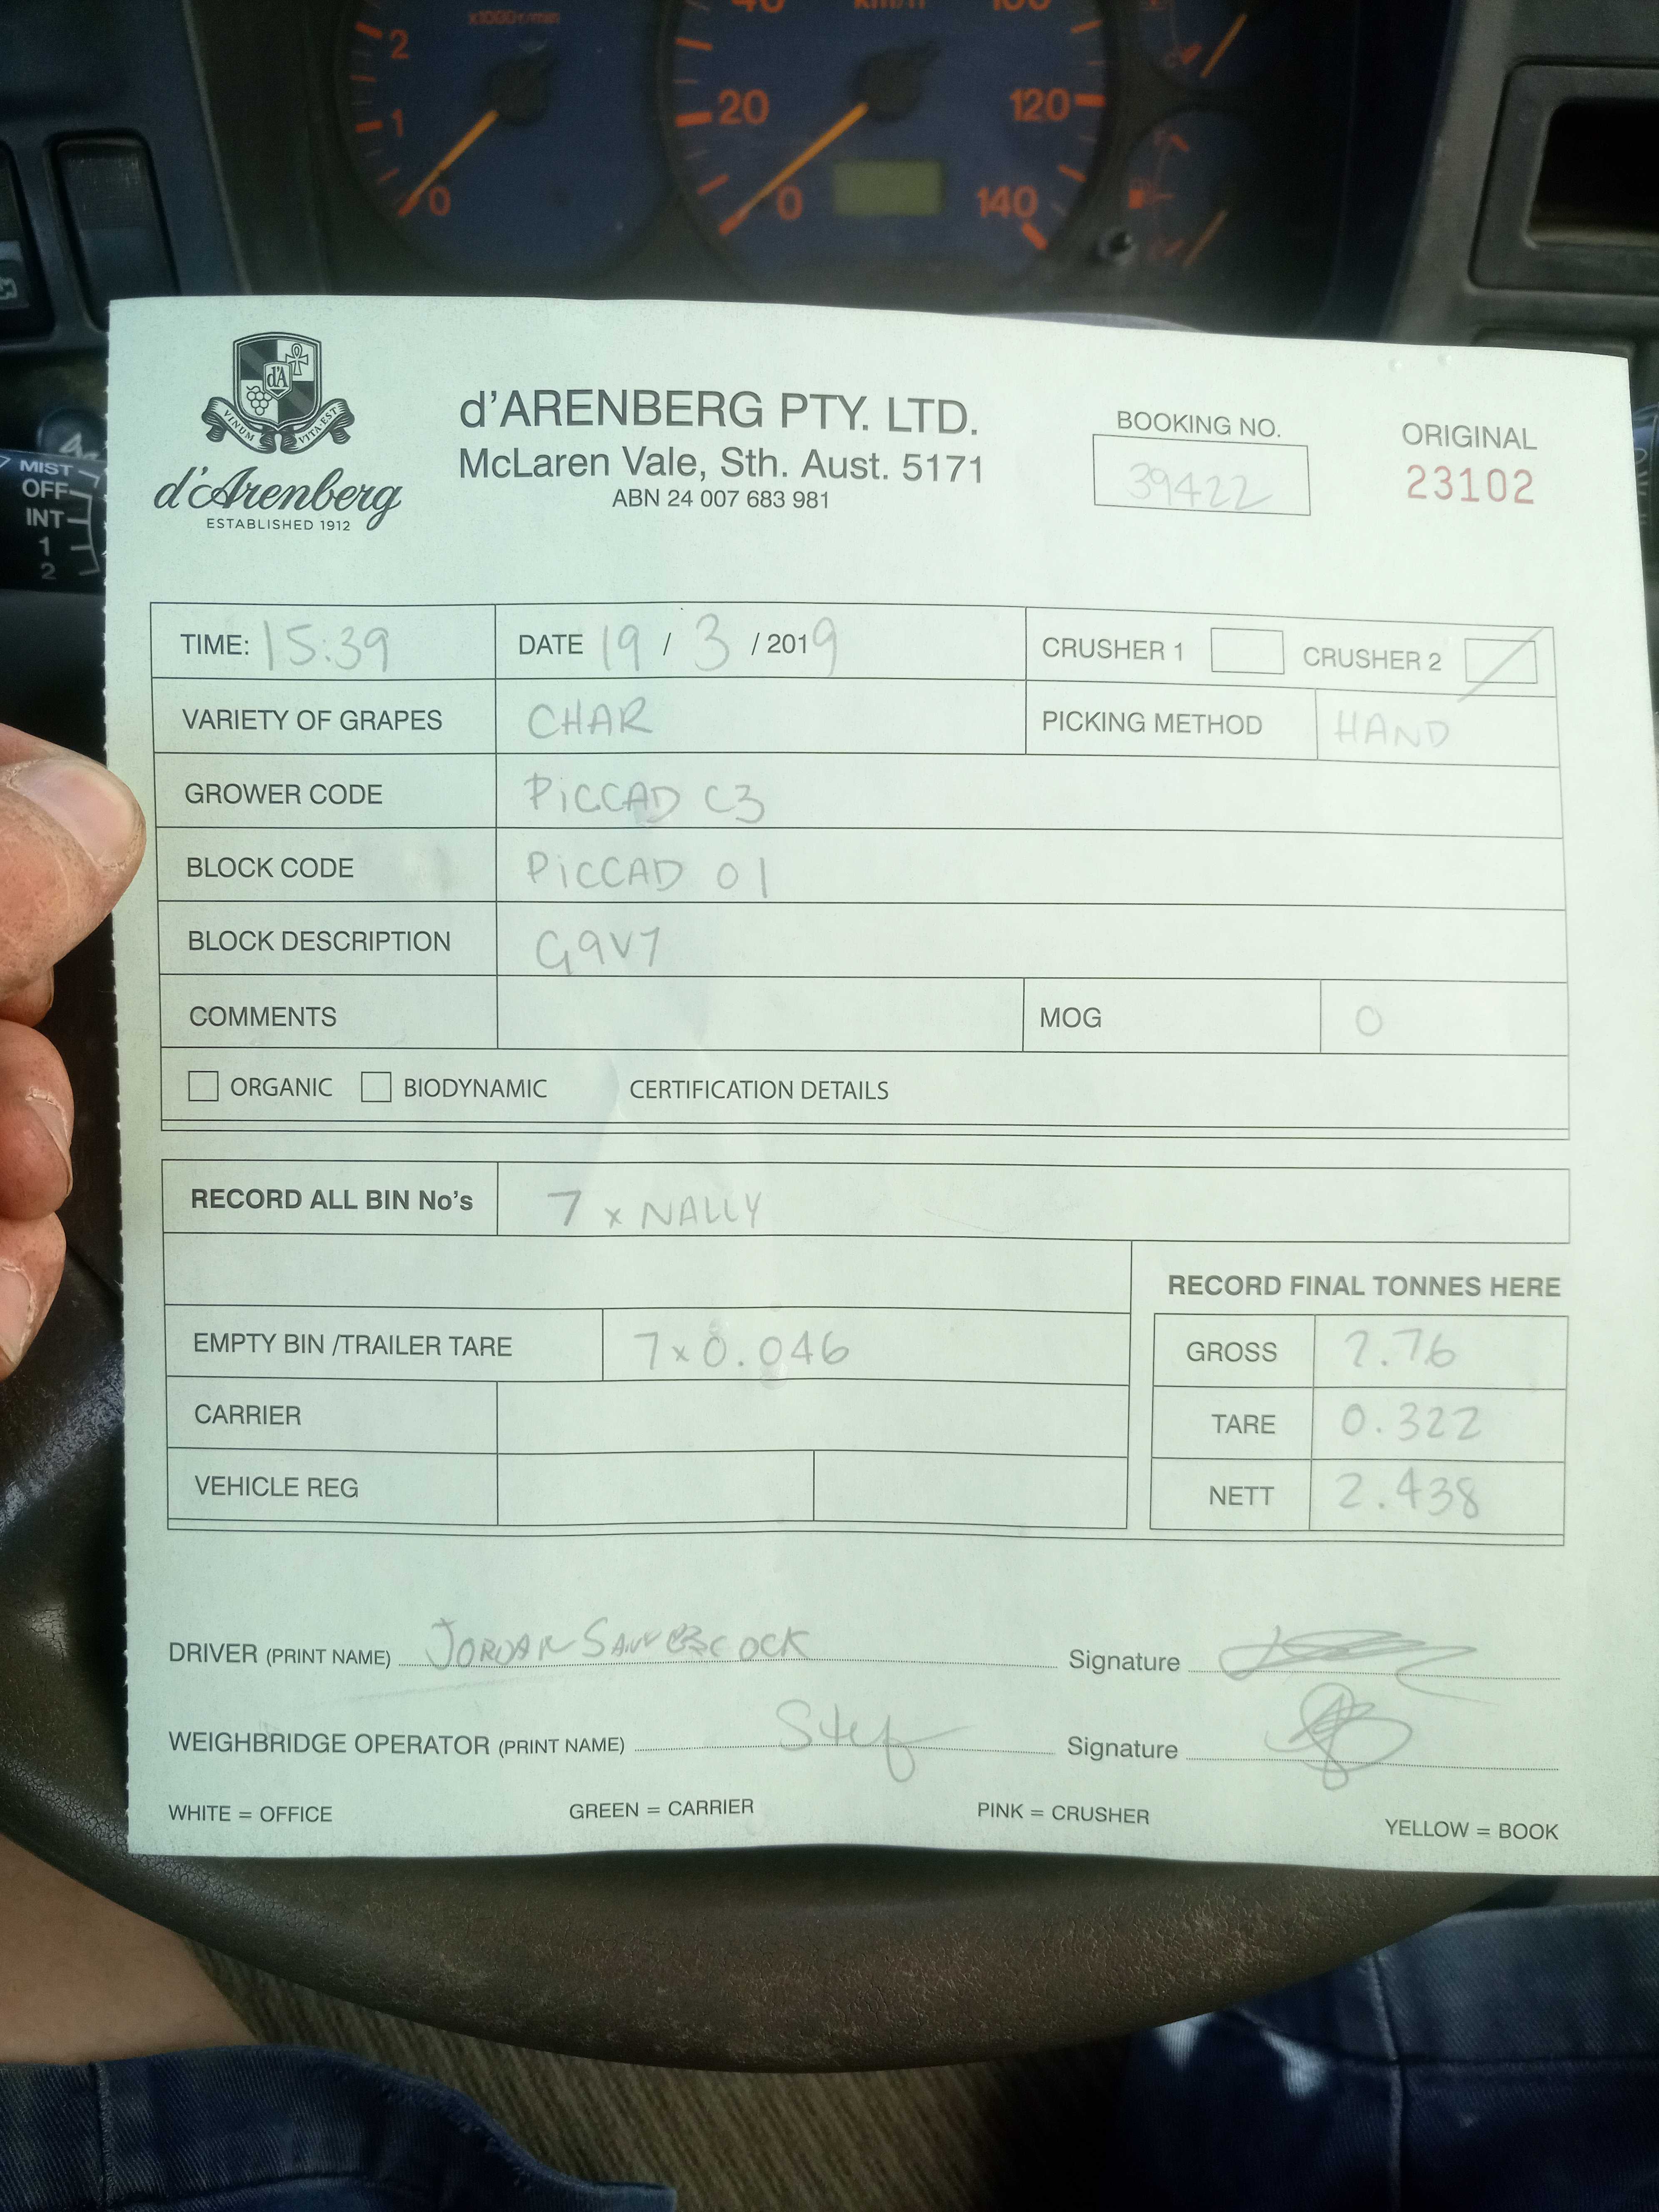 x1000r/min
2
1
0
40 km/h 100
20
120
0
140
MIST
OFF
INT
1
2
d'A
VINUM VITA EST
d'Arenberg
ESTABLISHED 1912
d'ARENBERG PTY. LTD.
McLaren Vale, Sth. Aust. 5171
ABN 24 007 683 981
BOOKING NO.
39422
ORIGINAL
23102
TIME: 15:39 DATE 19 / 3 / 2019 CRUSHER 1 CRUSHER 2
VARIETY OF GRAPES CHAR PICKING METHOD HAND
GROWER CODE PiCCAD C3
BLOCK CODE PiCCAD 01
BLOCK DESCRIPTION G9V7
COMMENTS MOG 0
ORGANIC BIODYNAMIC CERTIFICATION DETAILS
RECORD ALL BIN No's 7 x NALLY
RECORD FINAL TONNES HERE
EMPTY BIN /TRAILER TARE 7x0.046 GROSS 2.76
CARRIER TARE 0.322
VEHICLE REG NETT 2.438
DRIVER (PRINT NAME) JORDAN Signature
WEIGHBRIDGE OPERATOR (PRINT NAME) Stef Signature
WHITE = OFFICE GREEN = CARRIER PINK = CRUSHER YELLOW = BOOK